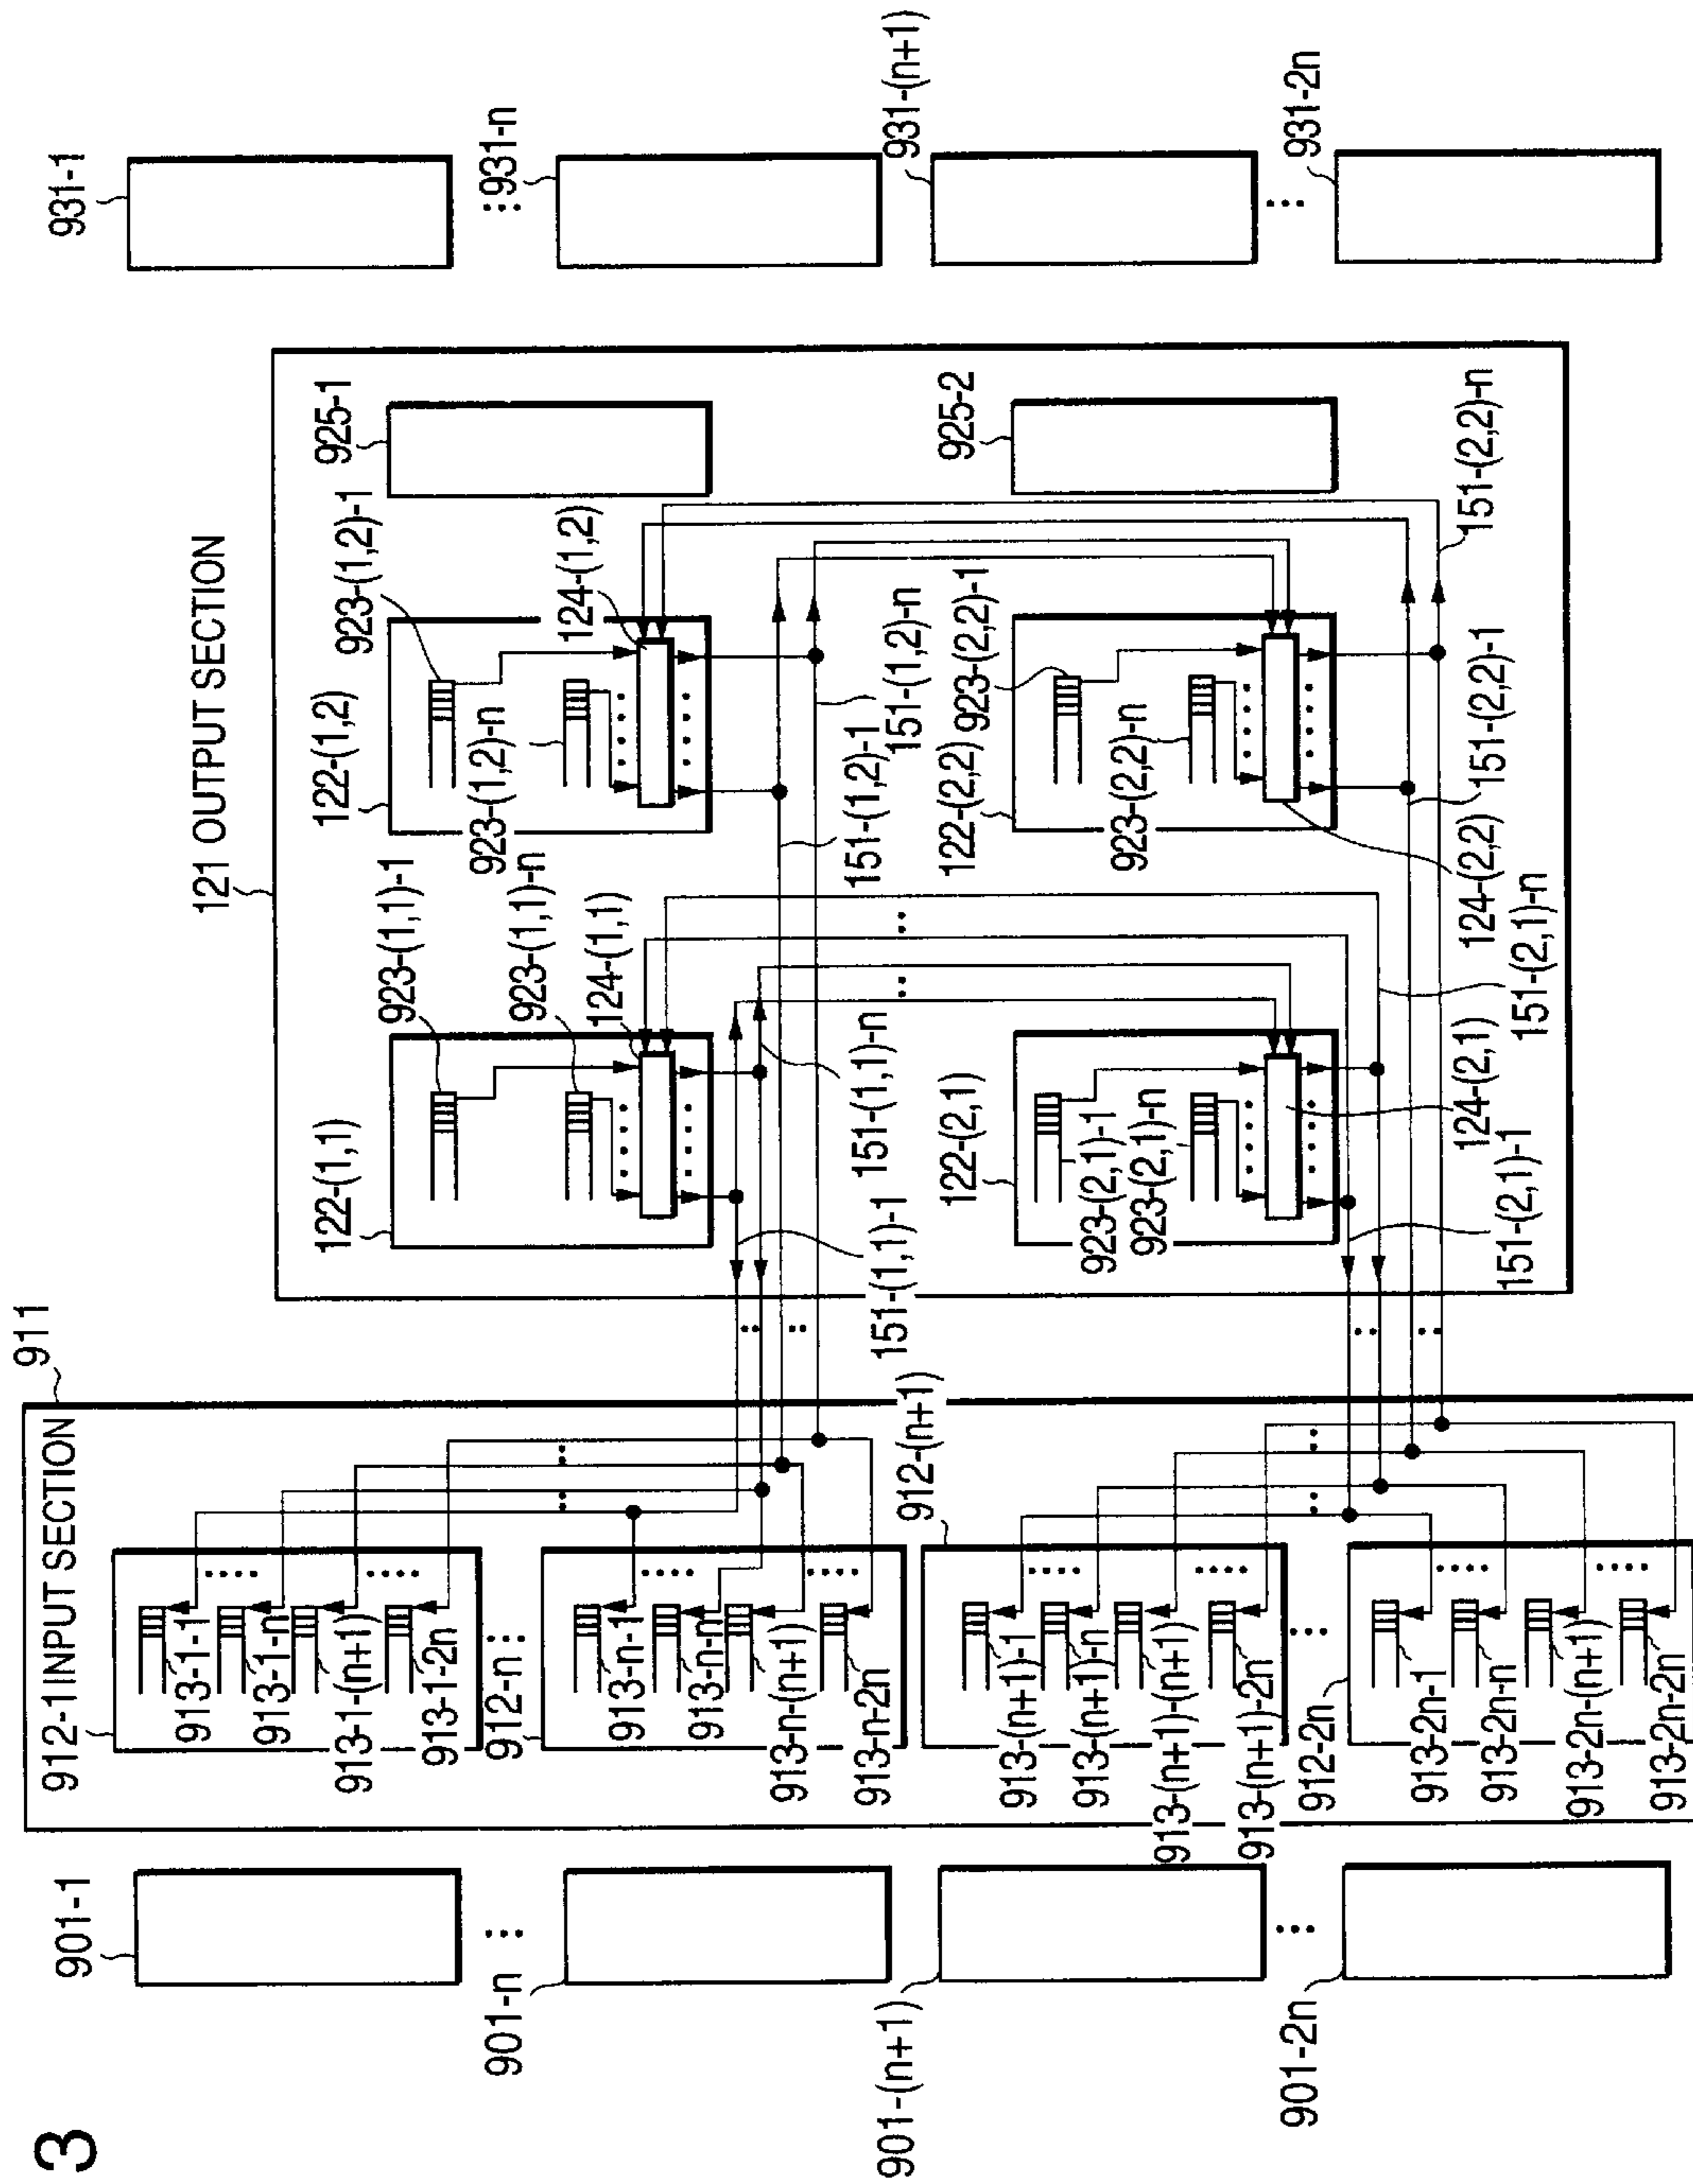 3
901-1
901-n
901-(n+1)
901-2n
911
912-1 INPUT SECTION
913-1-1
913-1-n
913-1-(n+1)
913-1-2n
912-n
913-n-1
913-n-n
913-n-(n+1)
913-n-2n
912-(n+1)
913-(n+1)-1
913-(n+1)-n
913-(n+1)-(n+1)
913-(n+1)-2n
912-2n
913-2n-1
913-2n-n
913-2n-(n+1)
913-2n-2n
121 OUTPUT SECTION
122-(1,1)
923-(1,1)-1
923-(1,1)-n
124-(1,1)
151-(1,1)-1
151-(1,1)-n
122-(1,2)
923-(1,2)-n
923-(1,2)-1
124-(1,2)
151-(1,2)-1
151-(1,2)-n
925-1
122-(2,1)
923-(2,1)-1
923-(2,1)-n
124-(2,1)
151-(2,1)-1
151-(2,1)-n
122-(2,2)
923-(2,2)-n
923-(2,2)-1
124-(2,2)
151-(2,2)-1
151-(2,2)-n
925-2
931-1
931-n
931-(n+1)
931-2n